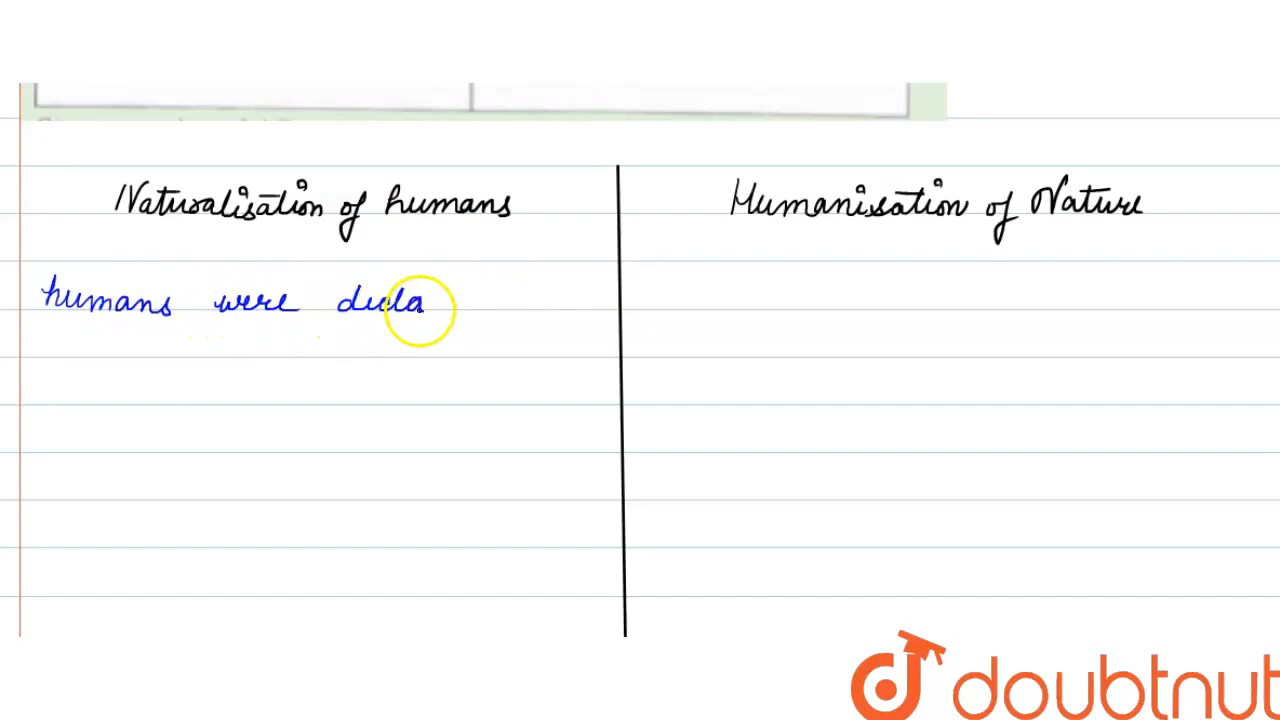 Naturalisation of humans
Humanisation of Nature
humans were
doubtnut